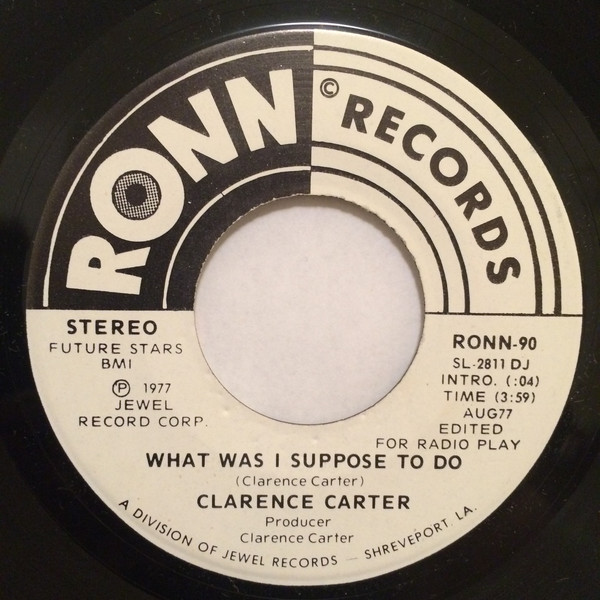 RONN © RECORDS
STEREO
FUTURE STARS
BMI
Ⓟ 1977
JEWEL
RECORD CORP.
RONN-90
SL-2811 DJ
INTRO. (:04)
TIME (3:59)
AUG77
EDITED
FOR RADIO PLAY
WHAT WAS I SUPPOSE TO DO
(Clarence Carter)
CLARENCE CARTER
Producer
Clarence Carter
A DIVISION OF JEWEL RECORDS — SHREVEPORT, LA.